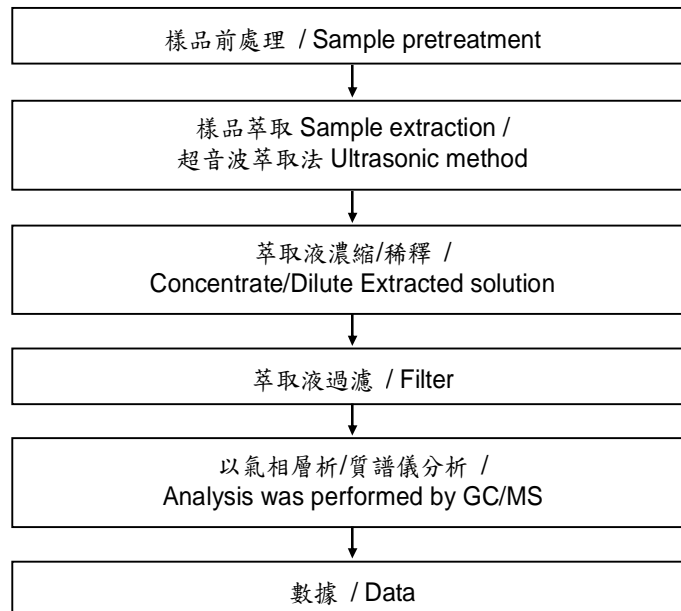 樣品前處理 / Sample pretreatment
樣品萃取 Sample extraction /
超音波萃取法 Ultrasonic method
萃取液濃縮/稀釋 /
Concentrate/Dilute Extracted solution
萃取液過濾 / Filter
以氣相層析/質譜儀分析 /
Analysis was performed by GC/MS
數據 / Data